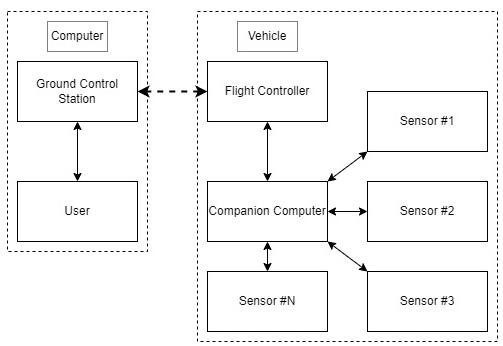 Computer
Vehicle
Ground Control
Station
Flight Controller
Sensor #1
User
Companion Computer
Sensor #2
Sensor #N
Sensor #3